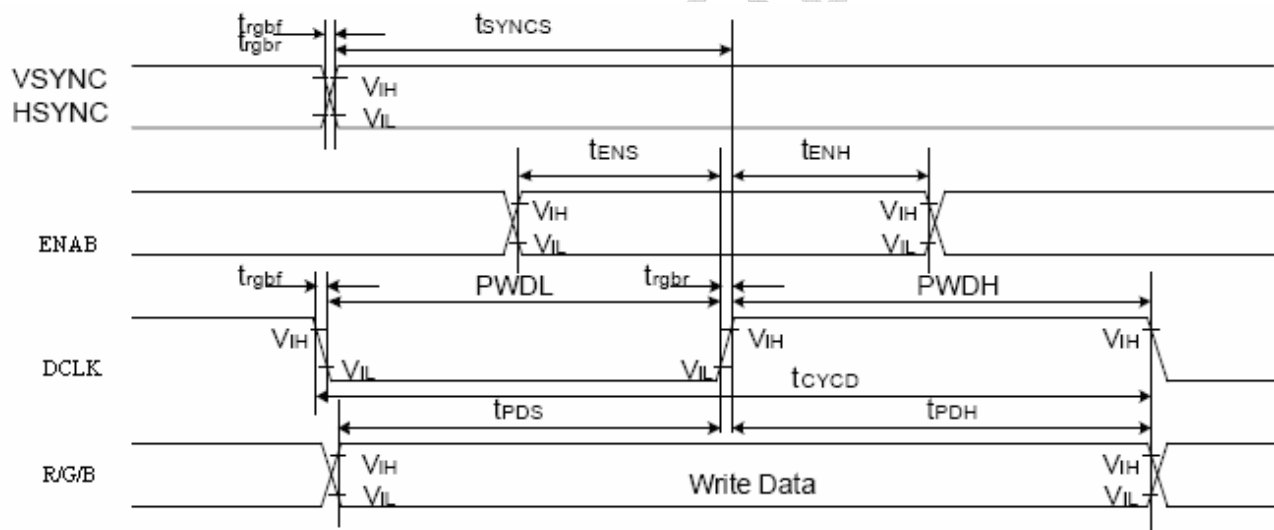 trgbf
trgbr
tSYNCS
VSYNC
HSYNC
VIH
VIL
tENS
tENH
ENAB
VIH
VIL
VIH
VIL
trgbf
PWDL
trgbr
PWDH
DCLK
VIH
VIL
VIL
VIH
VIH
tCYCD
tPDS
tPDH
R/G/B
VIH
VIL
Write Data
VIH
VIL